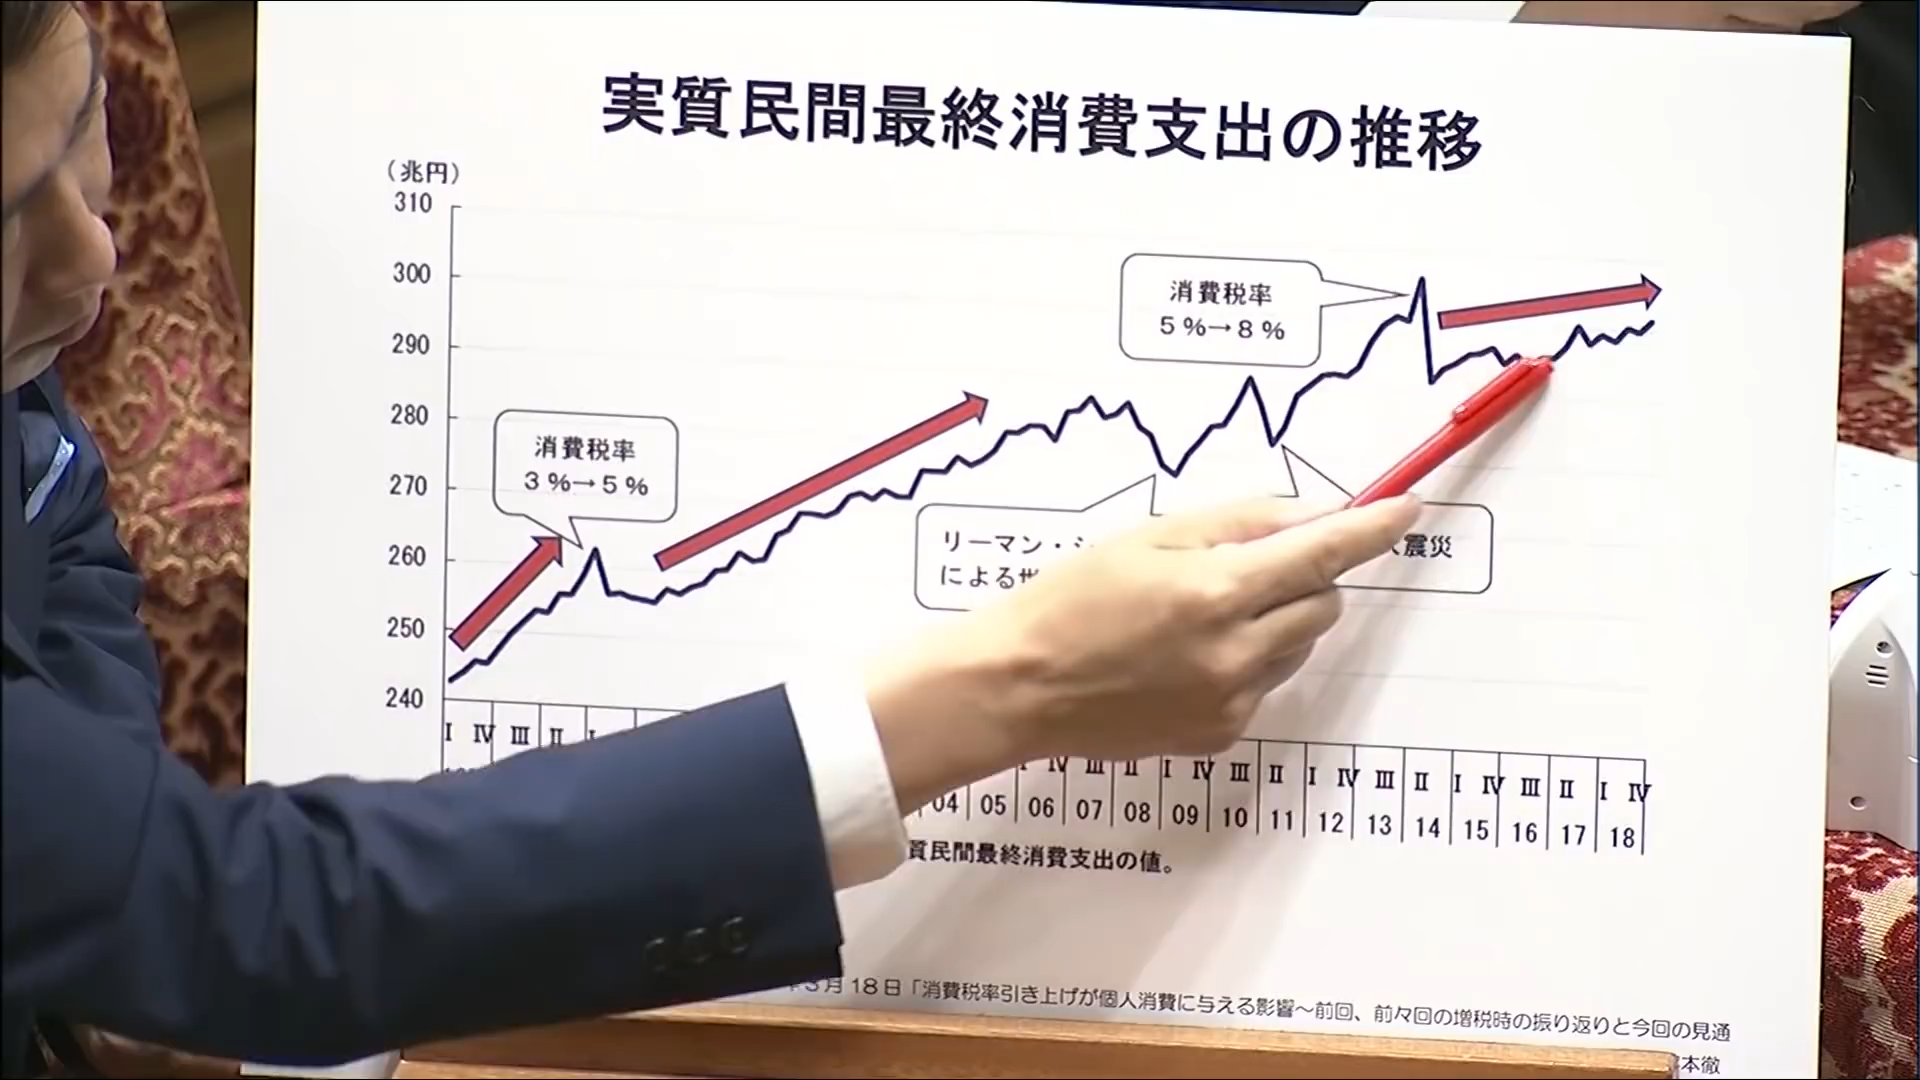 実質民間最終消費支出の推移
(兆円)
310
300
290
280
270
260
250
240
消費税率
3%→5%
消費税率
5%→8%
リーマン・シ
による世
震災
I IV III II I
IV III II I IV III II I IV III II I IV III II I IV
04 05 06 07 08 09 10 11 12 13 14 15 16 17 18
質民間最終消費支出の値。
月18日「消費税率引き上げが個人消費に与える影響～前回、前々回の増税時の振り返りと今回の見通
本徹